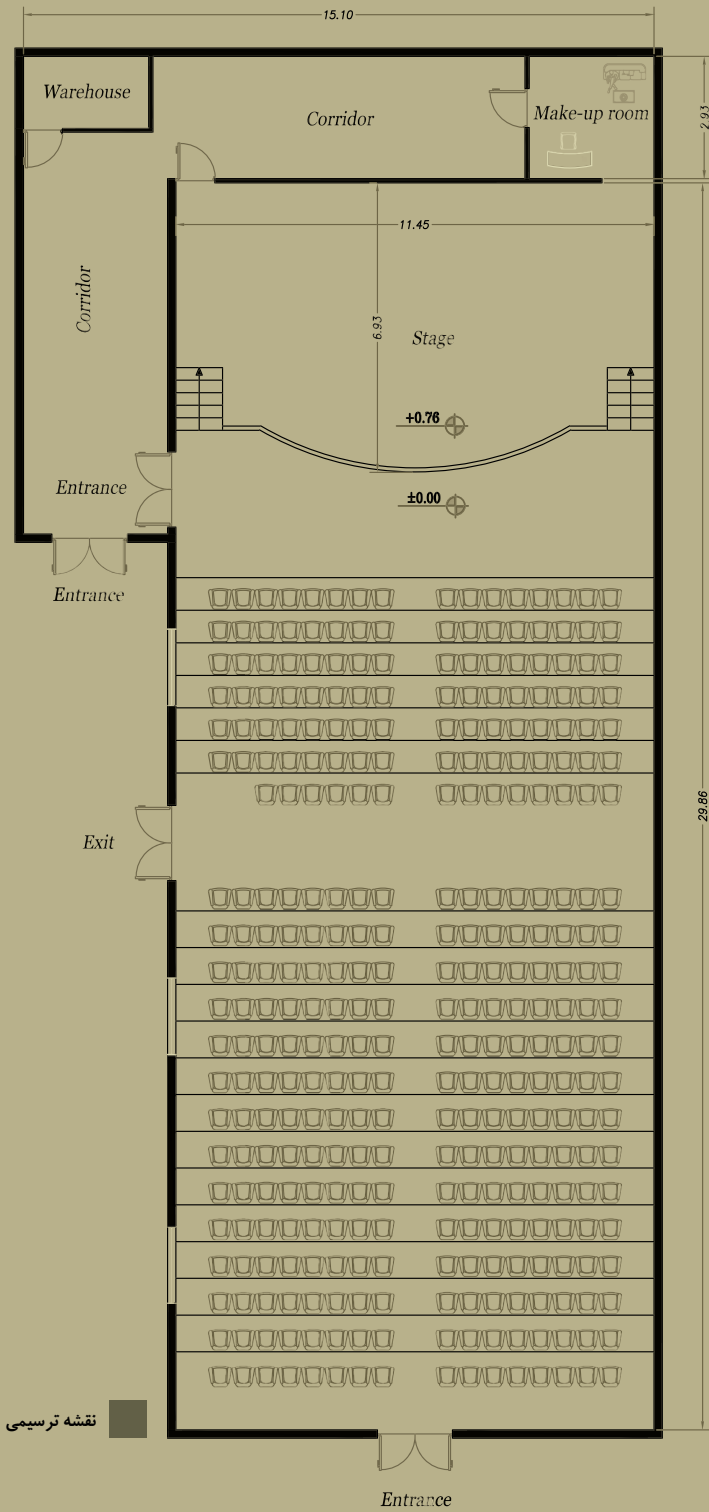 15.10
Warehouse
Corridor
Make-up room
2.93
11.45
Corridor
6.93
Stage
+0.76
Entrance
±0.00
Entrance
29.86
Exit
نقشه ترسیمی
Entrance